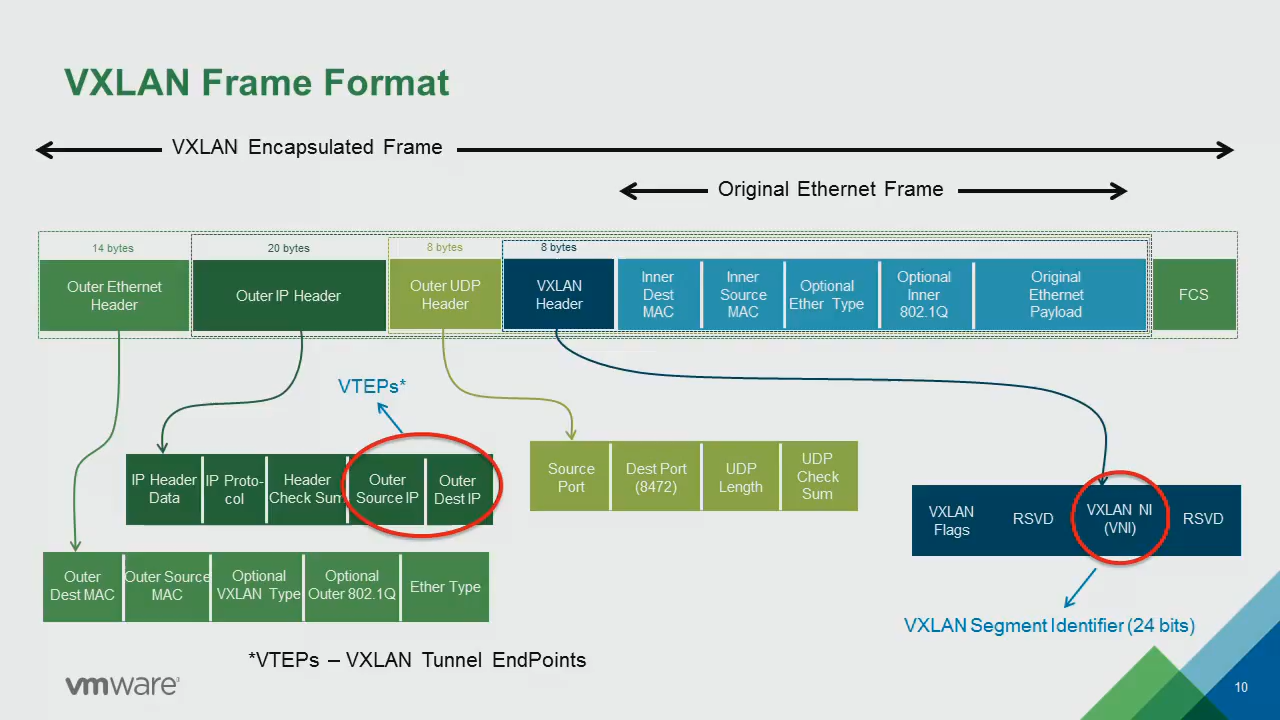 VXLAN Frame Format
VXLAN Encapsulated Frame
Original Ethernet Frame
14 bytes
20 bytes
8 bytes
8 bytes
Outer Ethernet
Header
Outer IP Header
Outer UDP
Header
VXLAN
Header
Inner
Dest
MAC
Inner
Source
MAC
Optional
Ether Type
Optional
Inner
802.1Q
Original
Ethernet
Payload
FCS
VTEPs*
IP Header
Data
IP Proto-
col
Header
Check Sum
Outer
Source IP
Outer
Dest IP
Source
Port
Dest Port
(8472)
UDP
Length
UDP
Check
Sum
VXLAN
Flags
RSVD
VXLAN NI
(VNI)
RSVD
Outer
Dest MAC
Outer Source
MAC
Optional
VXLAN Type
Optional
Outer 802.1Q
Ether Type
VXLAN Segment Identifier (24 bits)
*VTEPs – VXLAN Tunnel EndPoints
vmware
10